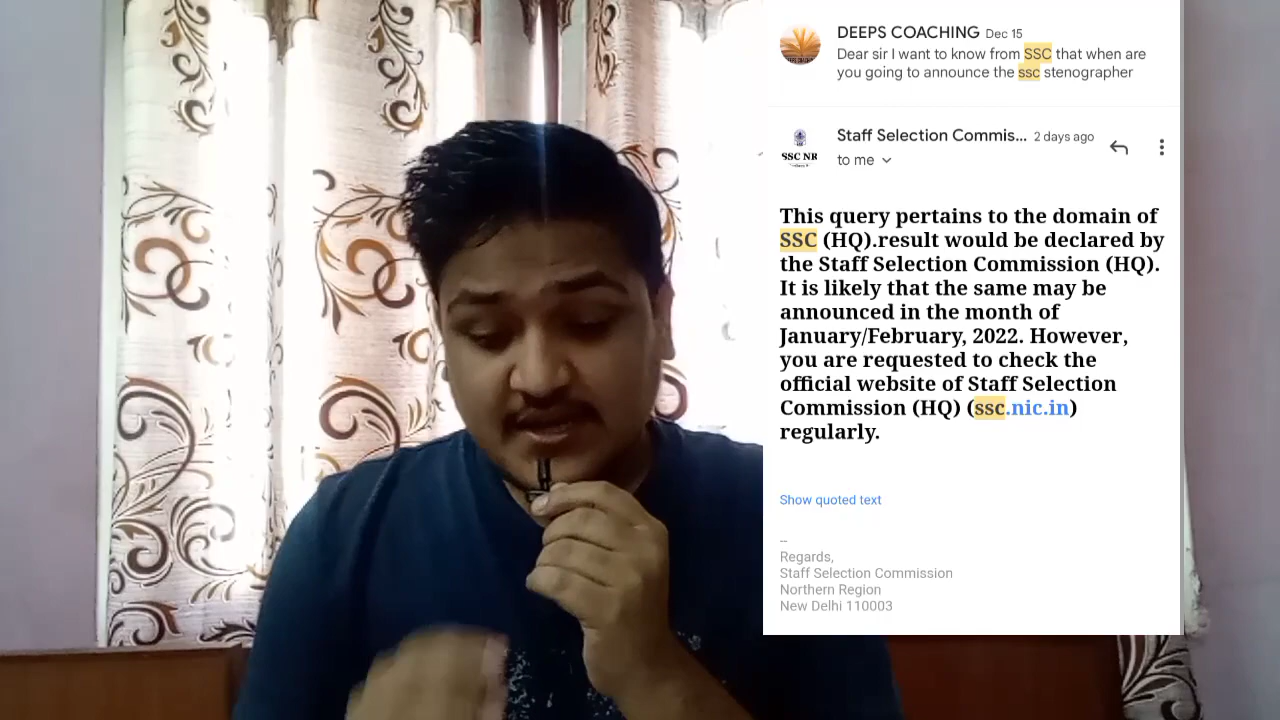 DEEPS COACHING Dec 15
Dear sir I want to know from SSC that when are
you going to announce the ssc stenographer
Staff Selection Commis... 2 days ago
SSC NR
to me
This query pertains to the domain of
SSC (HQ).result would be declared by
the Staff Selection Commission (HQ).
It is likely that the same may be
announced in the month of
January/February, 2022. However,
you are requested to check the
official website of Staff Selection
Commission (HQ) (ssc.nic.in)
regularly.
Show quoted text
--
Regards,
Staff Selection Commission
Northern Region
New Delhi 110003